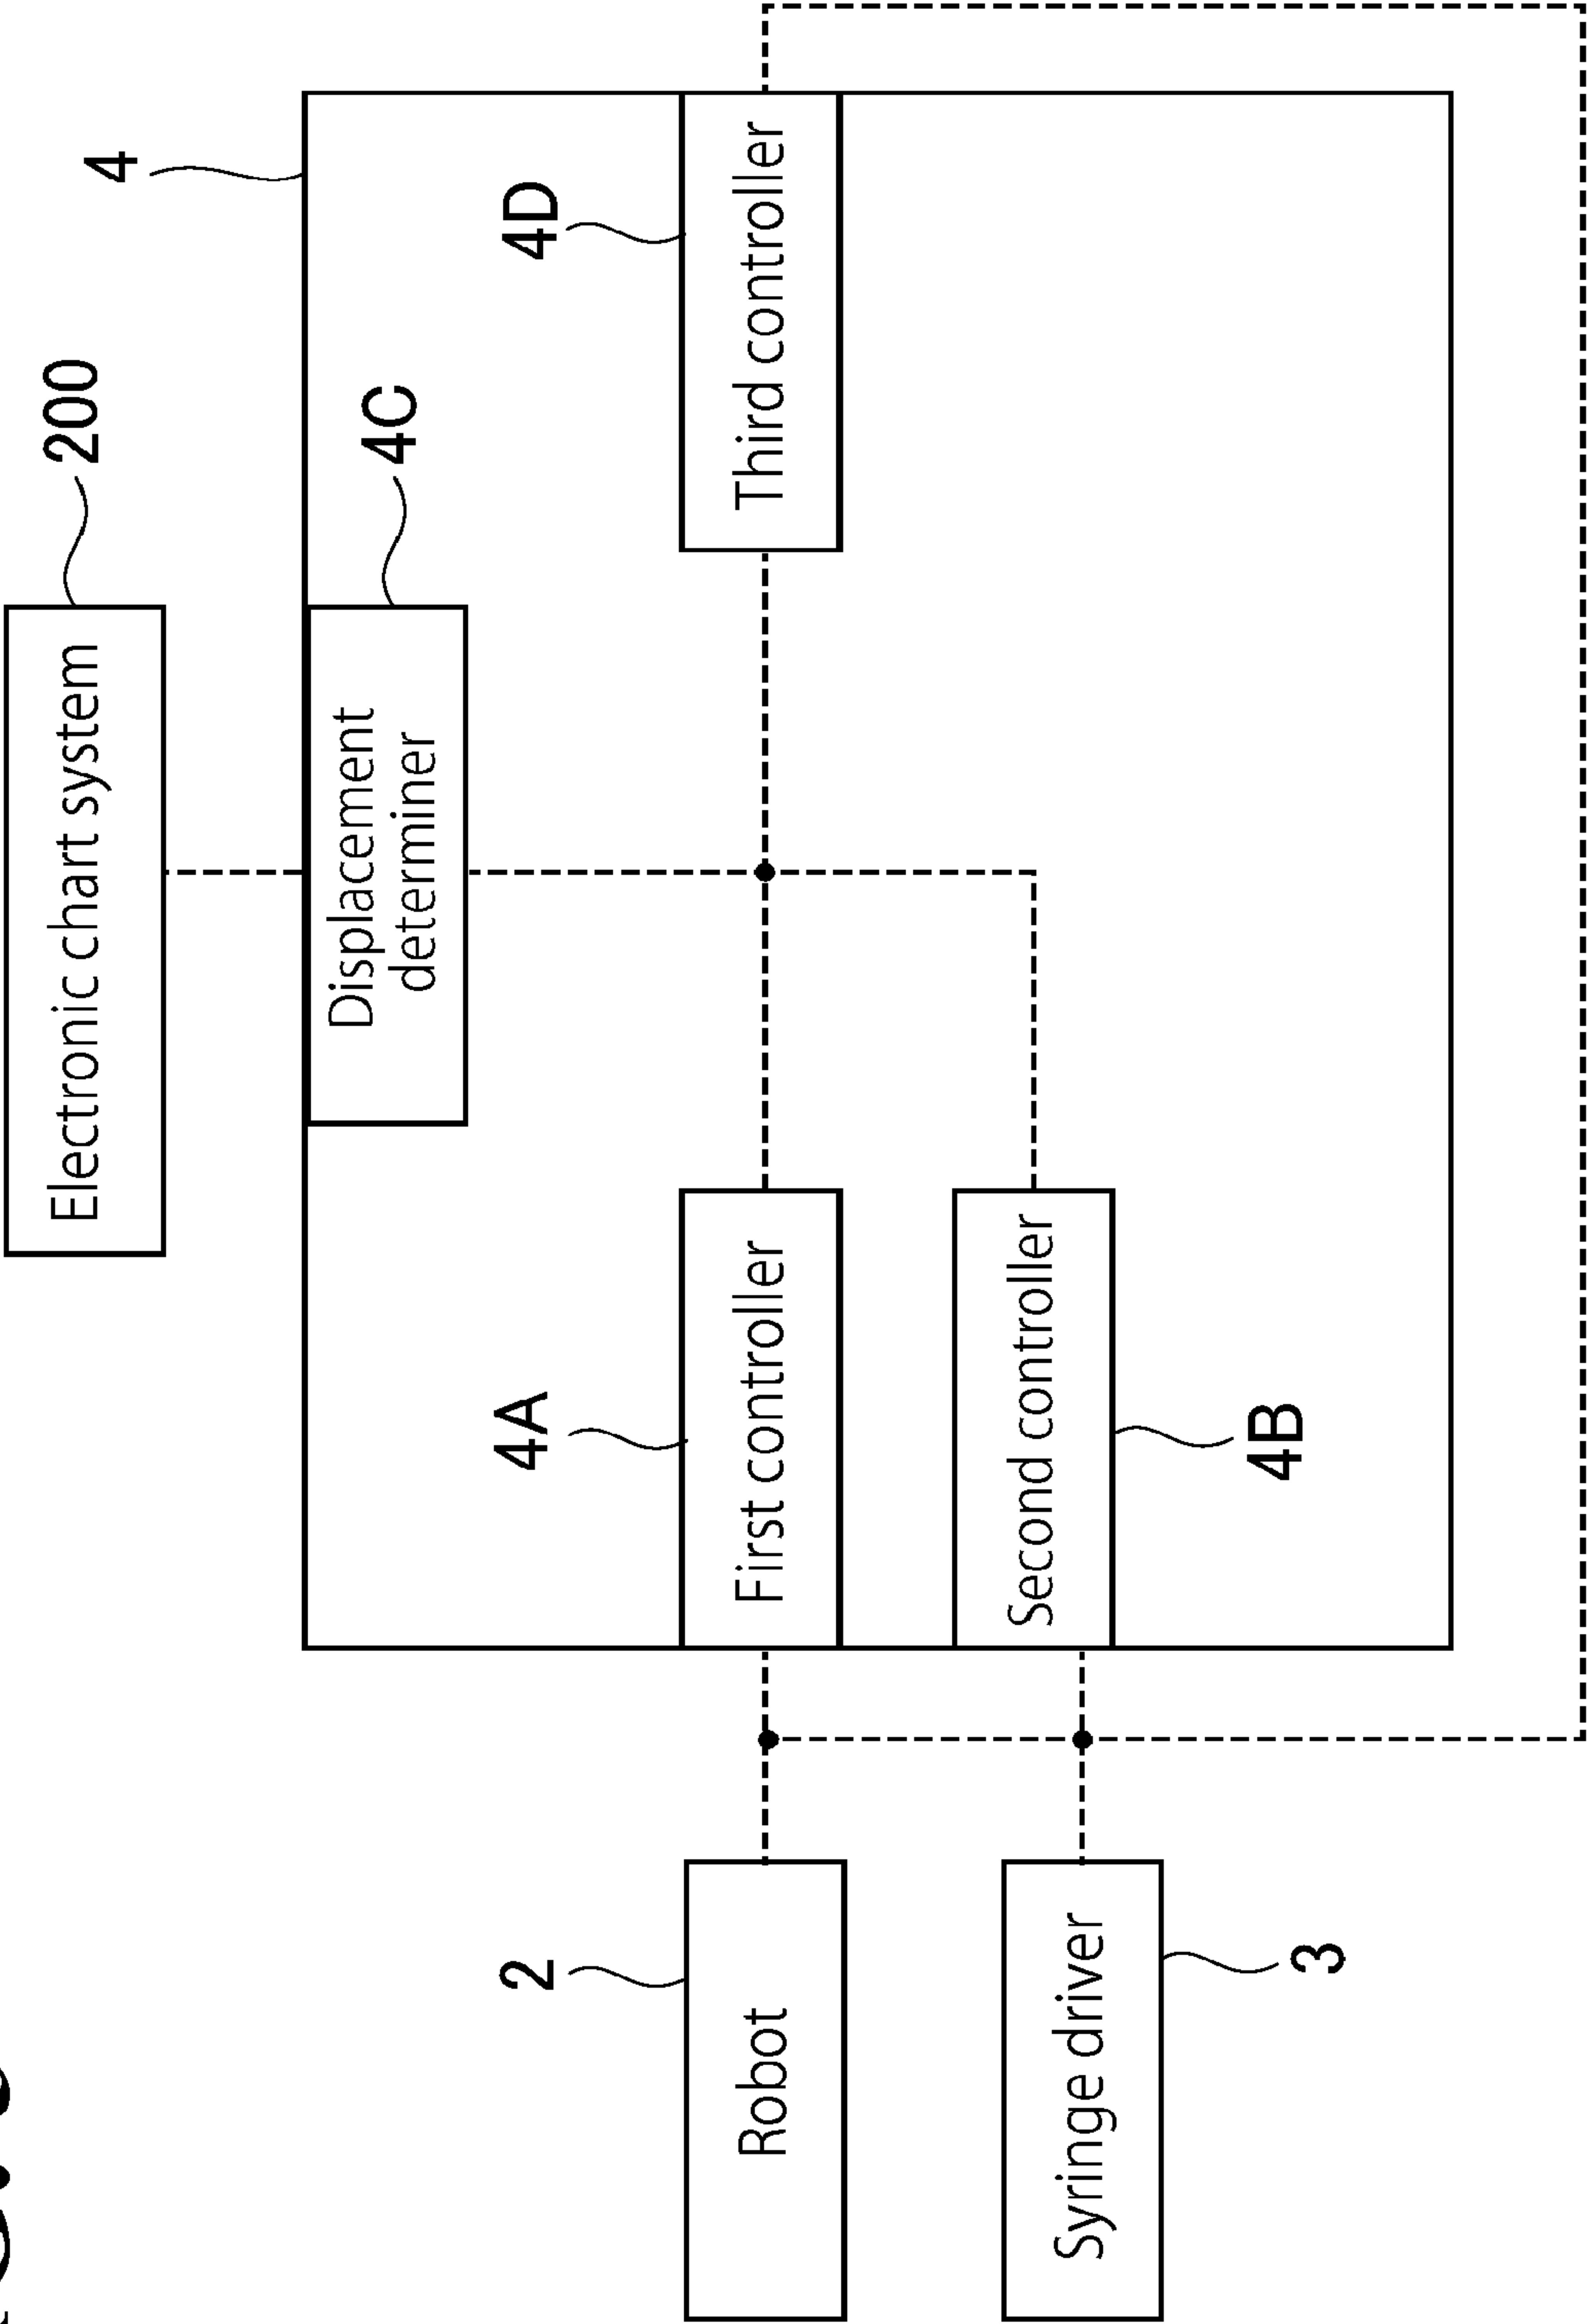 200
Electronic chart system
4
4C
Displacement
determiner
4A
First controller
4D
Third controller
2
Robot
Second controller
4B
Syringe driver
3